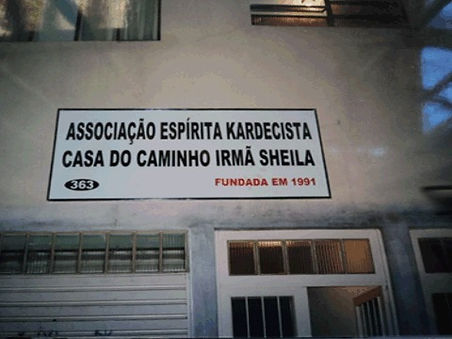 ASSOCIAÇÃO ESPÍRITA KARDECISTA
CASA DO CAMINHO IRMÃ SHEILA
363 FUNDADA EM 1991